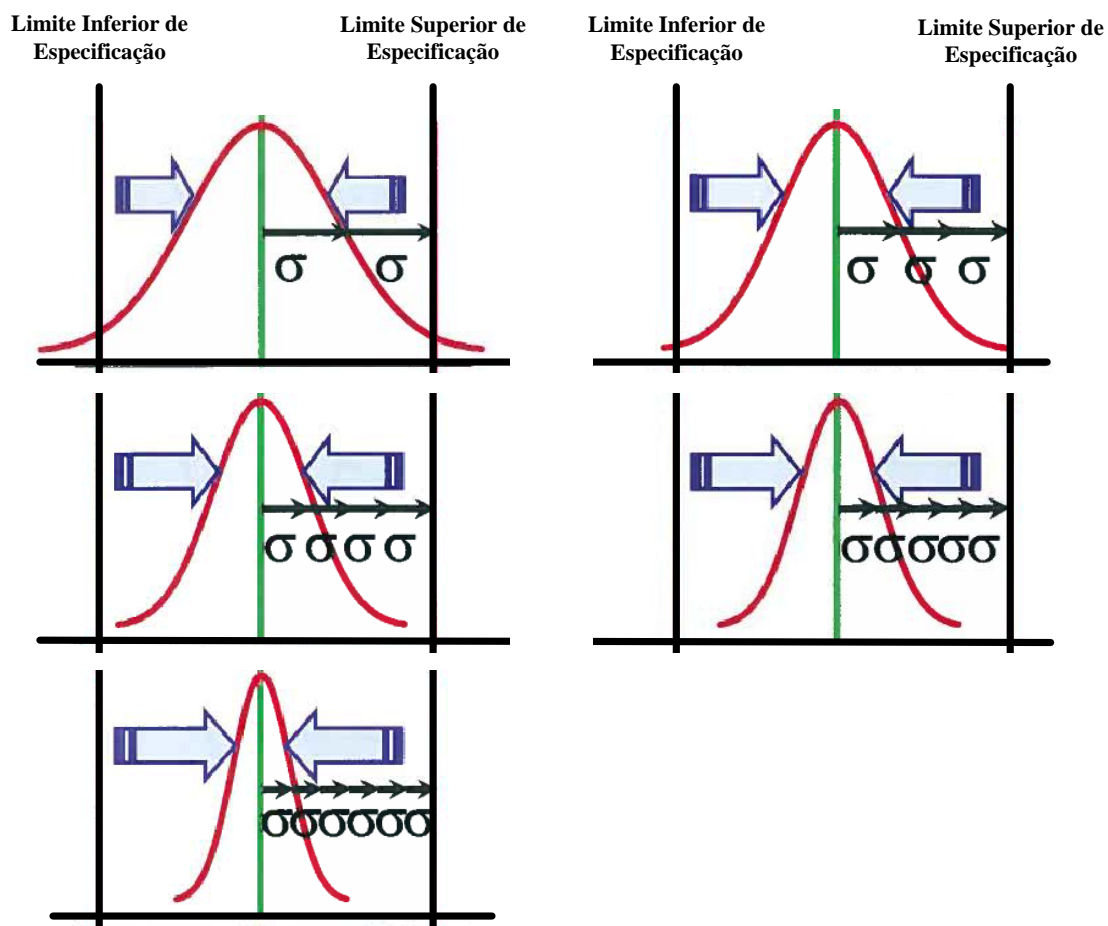 Limite Inferior de
Especificação
Limite Superior de
Especificação
Limite Inferior de
Especificação
Limite Superior de
Especificação
σ σ
σ σ σ
σ σ σ σ
σσσσσ
σσσσσσ